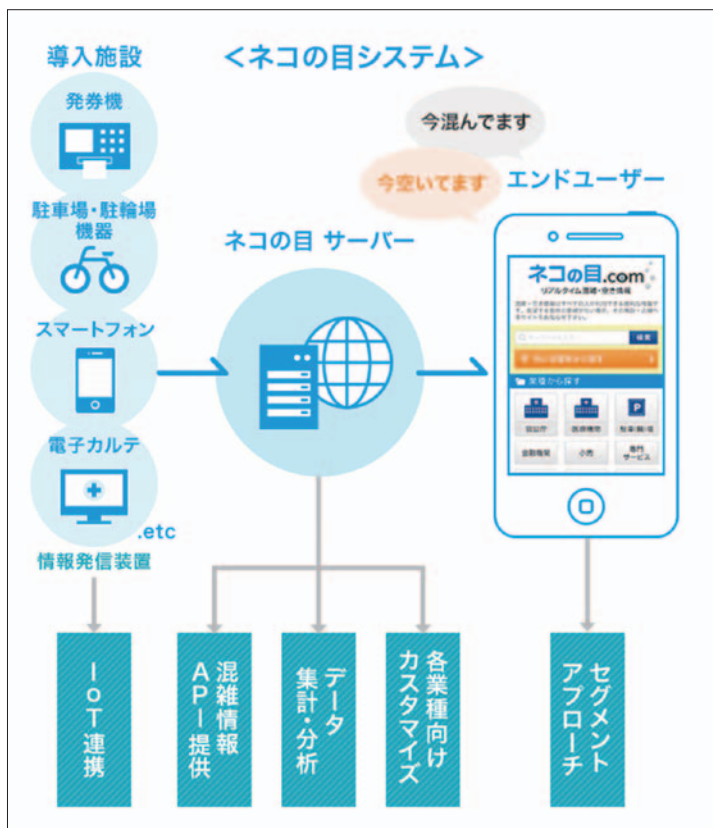 導入施設
<ネコの目システム>
発券機
今混んでます
今空いてます
エンドユーザー
駐車場・駐輪場
機器
ネコの目 サーバー
スマートフォン
電子カルテ
.etc
情報発信装置
ネコの目.com
リアルタイム混雑・空き情報
検索
業種から探す
官公庁
医療機関
P
駐車(輪)場
金融機関
小売
専門
サービス
IoT連携
混雑情報
API提供
データ
集計・分析
各業種向け
カスタマイズ
セグメント
アプローチ